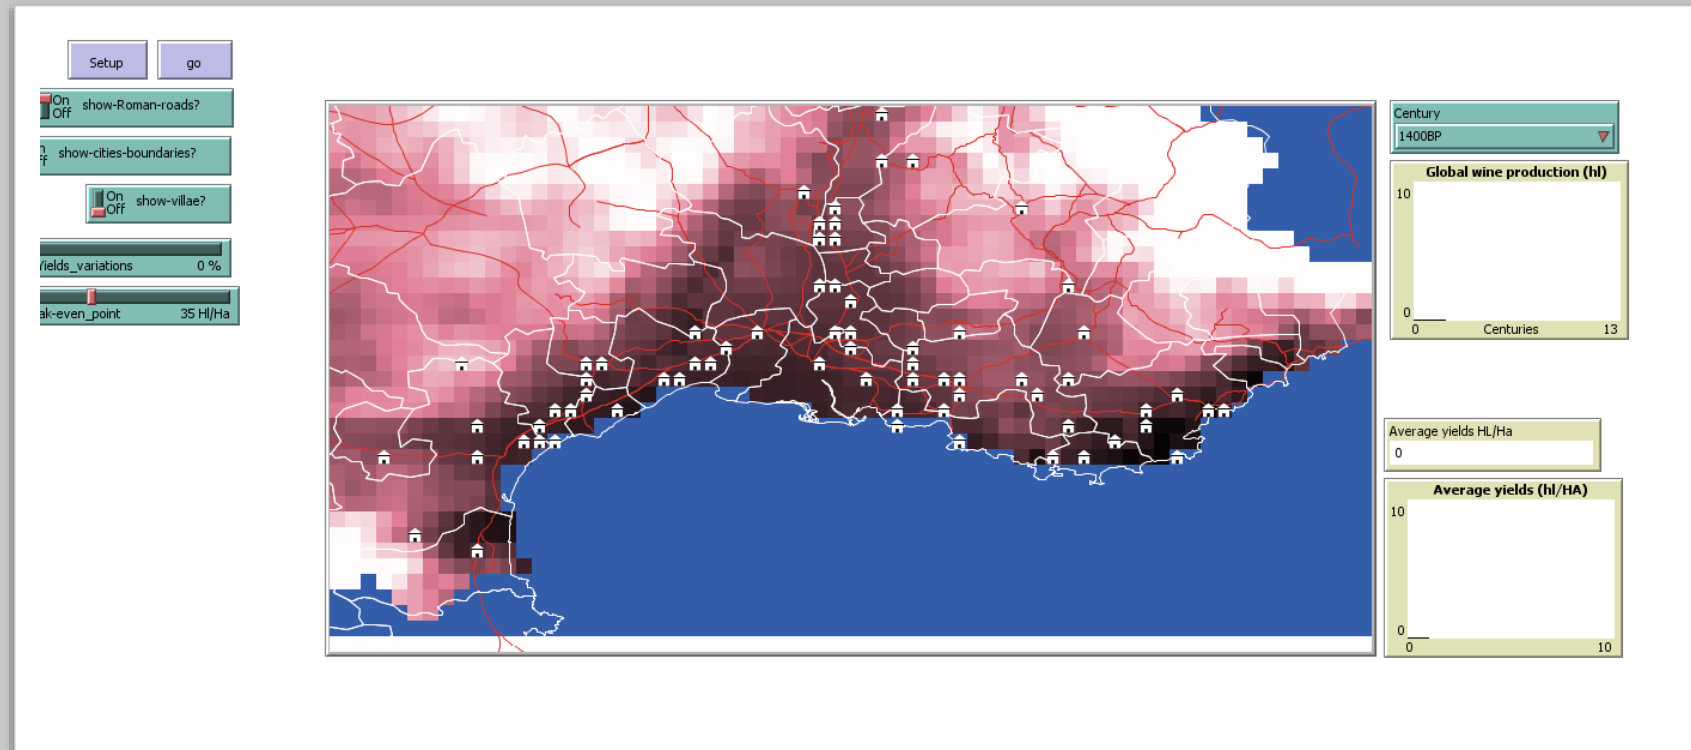 Setup
go
On
Off
show-Roman-roads?
show-cities-boundaries?
On
Off
show-villae?
Yields_variations
0 %
ak-even_point
35 Hl/Ha
Century
1400BP
Global wine production (hl)
10
0
0
Centuries
13
Average yields HL/Ha
0
Average yields (hl/HA)
10
0
0
10